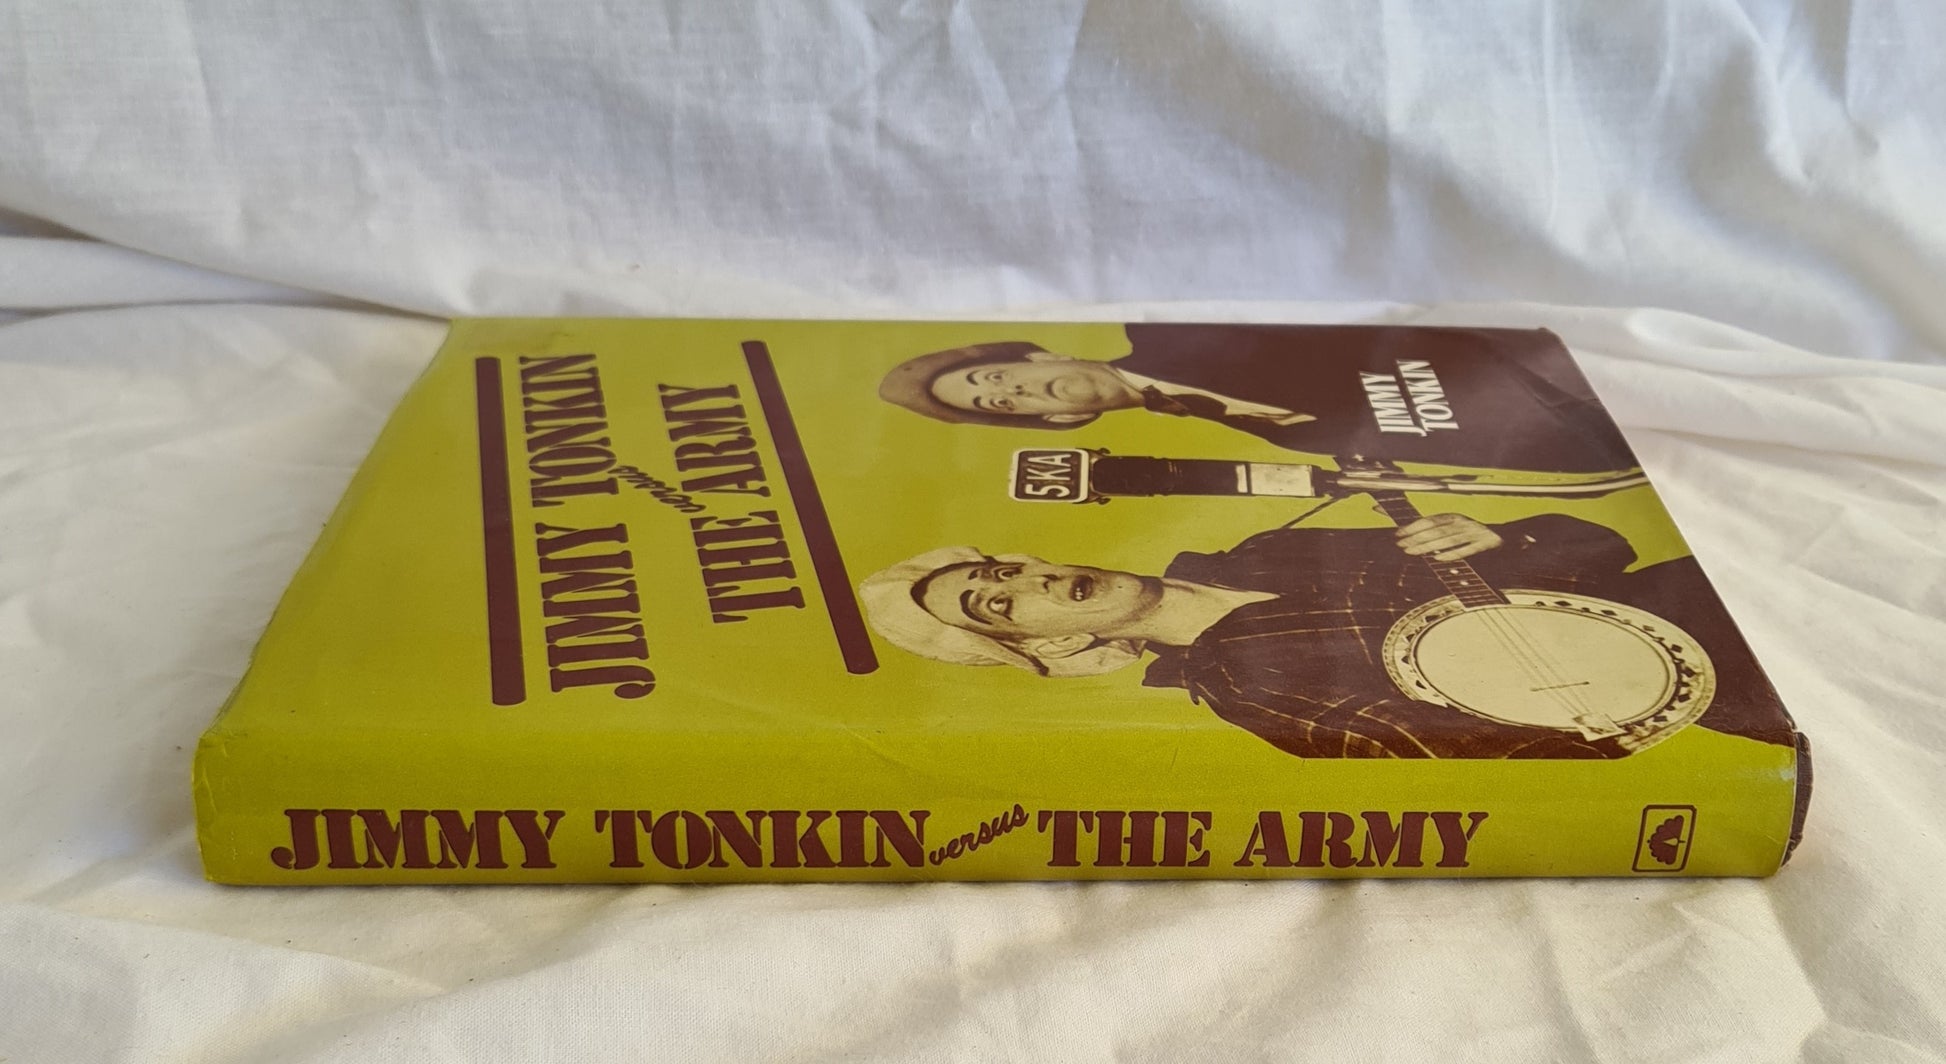 JIMMY TONKIN
versus
THE ARMY
5KA
JIMMY
TONKIN
JIMMY TONKIN versus THE ARMY